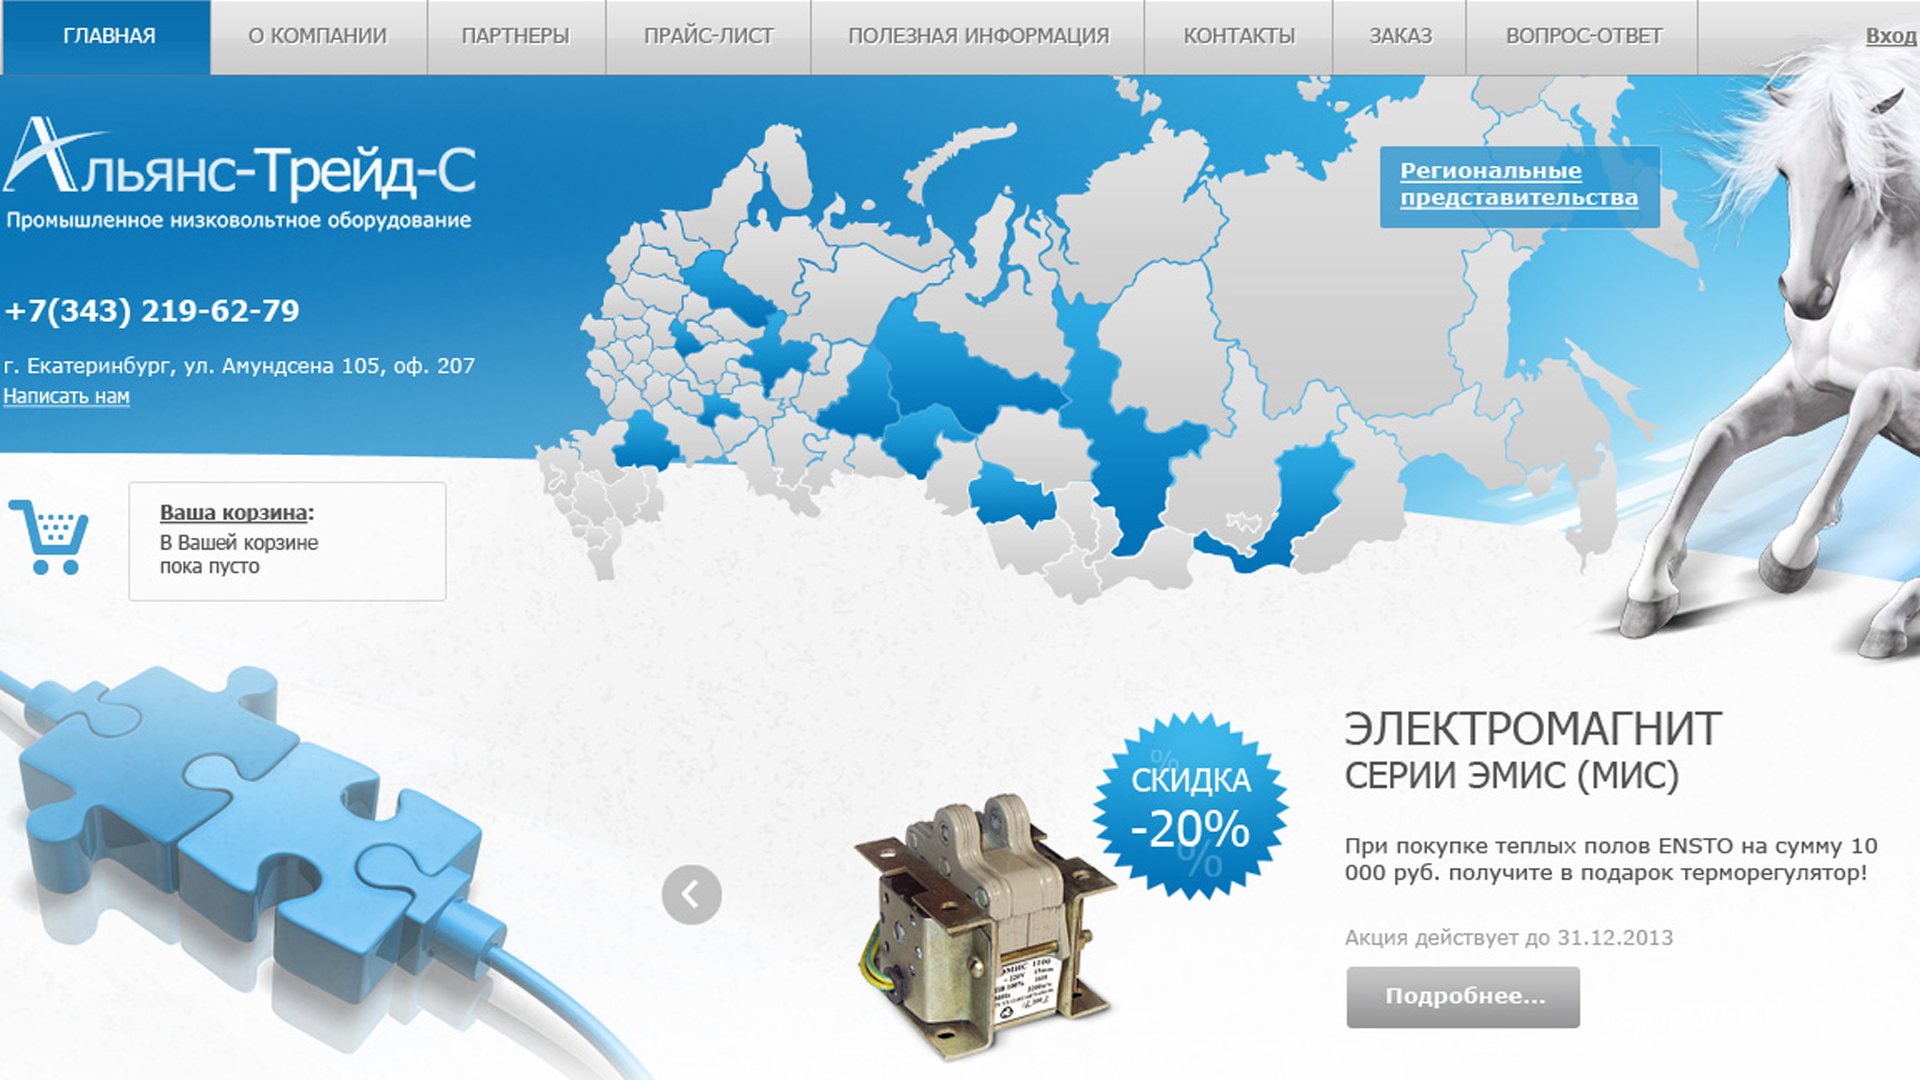 ГЛАВНАЯ
О КОМПАНИИ
ПАРТНЕРЫ
ПРАЙС-ЛИСТ
ПОЛЕЗНАЯ ИНФОРМАЦИЯ
КОНТАКТЫ
ЗАКАЗ
ВОПРОС-ОТВЕТ
Вход
Альянс-Трейд-С
Промышленное низковольтное оборудование
Региональные
представительства
+7(343) 219-62-79
г. Екатеринбург, ул. Амундсена 105, оф. 207
Написать нам
Ваша корзина:
В Вашей корзине
пока пусто
СКИДКА
-20%
ЭЛЕКТРОМАГНИТ
СЕРИИ ЭМИС (МИС)
При покупке теплых полов ENSTO на сумму 10
000 руб. получите в подарок терморегулятор!
Акция действует до 31.12.2013
Подробнее...